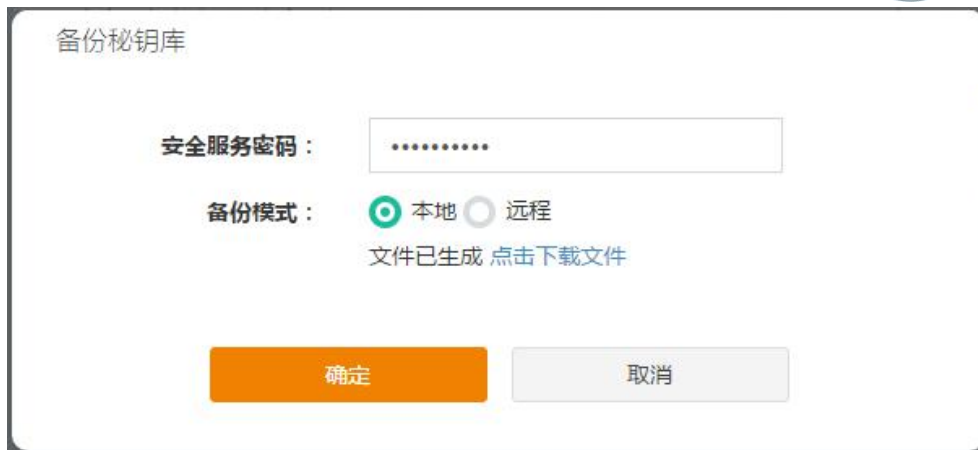 备份秘钥库
安全服务密码： ••••••••••
备份模式： 本地 远程
文件已生成 点击下载文件
确定 取消